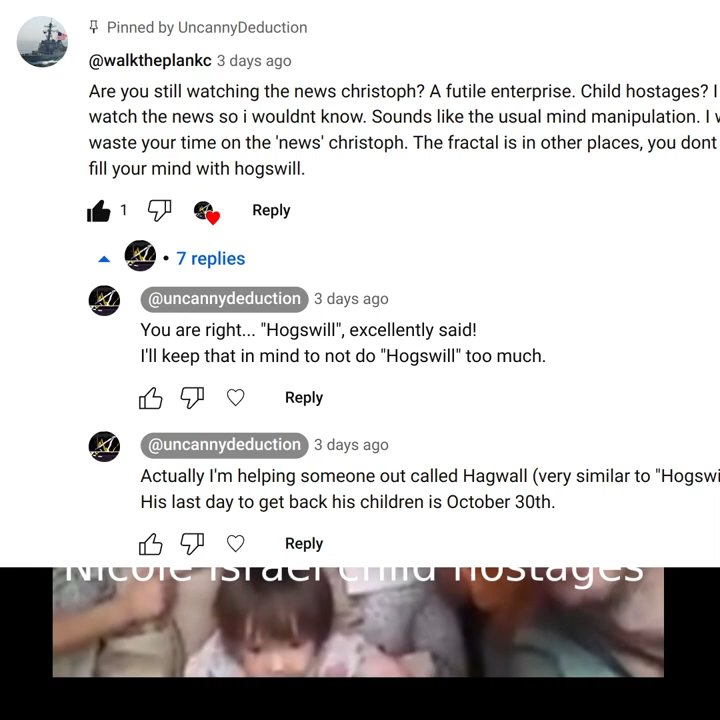 Pinned by UncannyDeduction
@walktheplankc 3 days ago
Are you still watching the news christoph? A futile enterprise. Child hostages? I
watch the news so i wouldnt know. Sounds like the usual mind manipulation. I
waste your time on the 'news' christoph. The fractal is in other places, you dont
fill your mind with hogswill.
1 Reply
7 replies
@uncannydeduction 3 days ago
You are right... "Hogswill", excellently said!
I'll keep that in mind to not do "Hogswill" too much.
Reply
@uncannydeduction 3 days ago
Actually I'm helping someone out called Hagwall (very similar to "Hogswi
His last day to get back his children is October 30th.
Reply
Nicole Israel child hostages